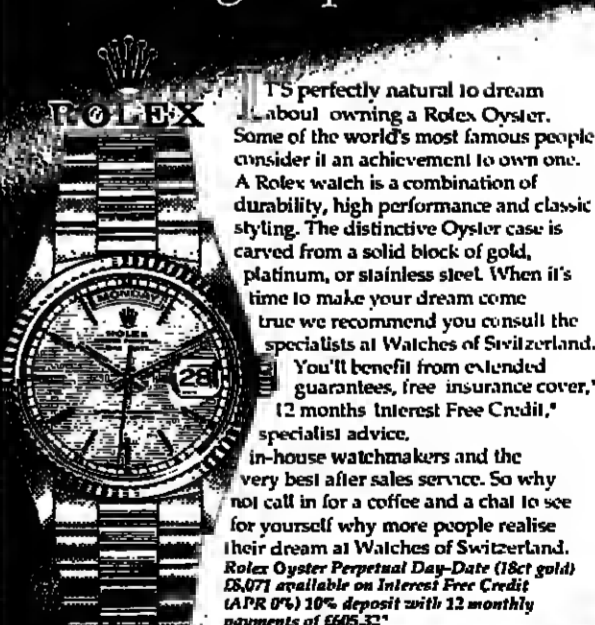 ROLEX
IT'S perfectly natural to dream
about owning a Rolex Oyster.
Some of the world's most famous people
consider it an achievement to own one.
A Rolex watch is a combination of
durability, high performance and classic
styling. The distinctive Oyster case is
carved from a solid block of gold,
platinum, or stainless steel. When it's
time to make your dream come
true we recommend you consult the
specialists at Watches of Switzerland.
You'll benefit from extended
guarantees, free insurance cover,*
12 months Interest Free Credit,*
specialist advice,
in-house watchmakers and the
very best after sales service. So why
not call in for a coffee and a chat to see
for yourself why more people realise
their dream at Watches of Switzerland.
Rolex Oyster Perpetual Day-Date (18ct gold)
£8,071 available on Interest Free Credit
(APR 0%) 10% deposit with 12 monthly
payments of £605.32*
MONDAY
ROLEX
28